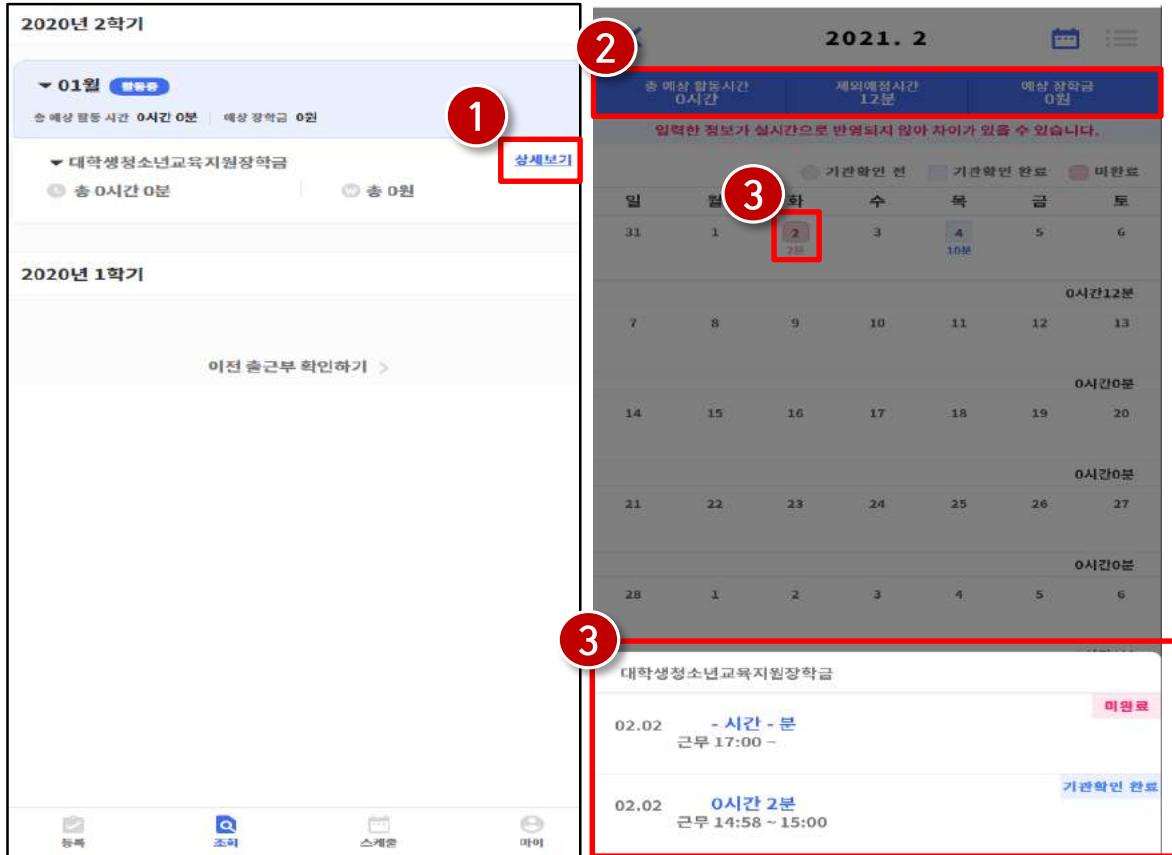 2020년 2학기
01월 활동중
총 예상 활동 시간 0시간 0분 예상 장학금 0원
1
대학생청소년교육지원장학금 상세보기
총 0시간 0분 총 0원
2020년 1학기
이전 출근부 확인하기 >
등록 조회 스케줄 마이
2021. 2
2
총 예상 활동시간 제외예정시간 예상 장학금
0시간 12분 0원
입력한 정보가 실시간으로 반영되지 않아 차이가 있을 수 있습니다.
기관확인 전 기관확인 완료 미완료
3
일 월 화 수 목 금 토
31 1 2 3 4 5 6
2분 10분
0시간12분
7 8 9 10 11 12 13
0시간0분
14 15 16 17 18 19 20
0시간0분
21 22 23 24 25 26 27
0시간0분
28 1 2 3 4 5 6
3
대학생청소년교육지원장학금
미완료
02.02 - 시간 - 분
근무 17:00 ~
기관확인 완료
02.02 0시간 2분
근무 14:58 ~ 15:00